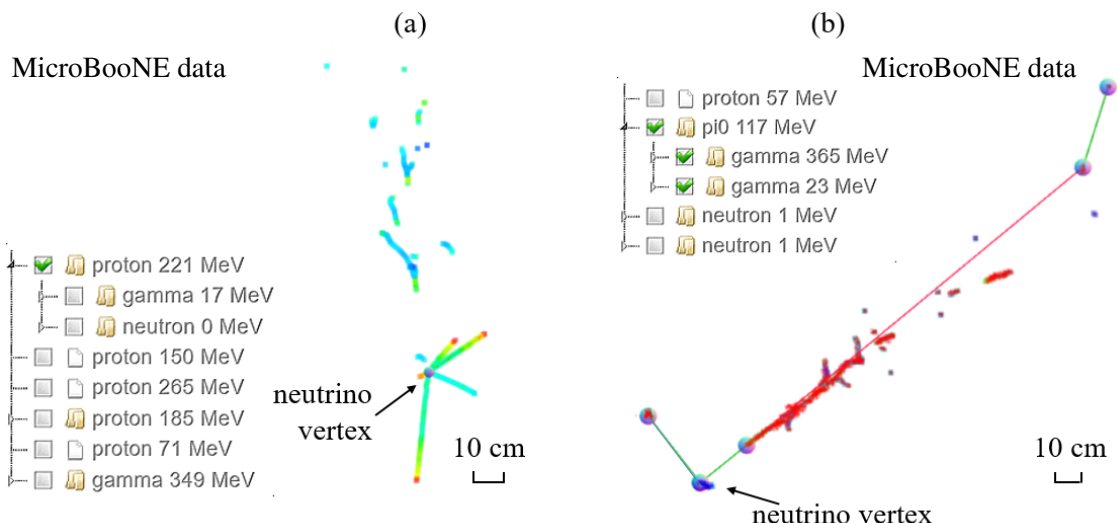 (a)
MicroBooNE data
proton 221 MeV
gamma 17 MeV
neutron 0 MeV
proton 150 MeV
proton 265 MeV
proton 185 MeV
proton 71 MeV
gamma 349 MeV
neutrino
vertex
10 cm
(b)
MicroBooNE data
proton 57 MeV
pi0 117 MeV
gamma 365 MeV
gamma 23 MeV
neutron 1 MeV
neutron 1 MeV
10 cm
neutrino vertex